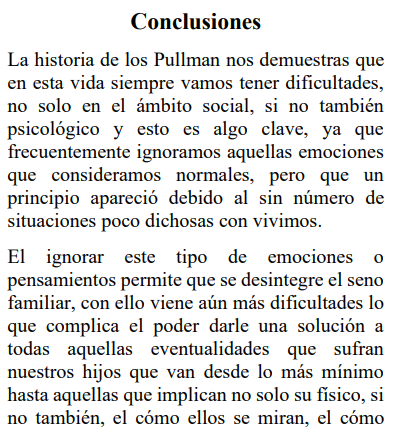 Conclusiones
La historia de los Pullman nos demuestras que
en esta vida siempre vamos tener dificultades,
no solo en el ámbito social, si no también
psicológico y esto es algo clave, ya que
frecuentemente ignoramos aquellas emociones
que consideramos normales, pero que un
principio apareció debido al sin número de
situaciones poco dichosas con vivimos.
El ignorar este tipo de emociones o
pensamientos permite que se desintegre el seno
familiar, con ello viene aún más dificultades lo
que complica el poder darle una solución a
todas aquellas eventualidades que sufran
nuestros hijos que van desde lo más mínimo
hasta aquellas que implican no solo su físico, si
no también, el cómo ellos se miran, el cómo